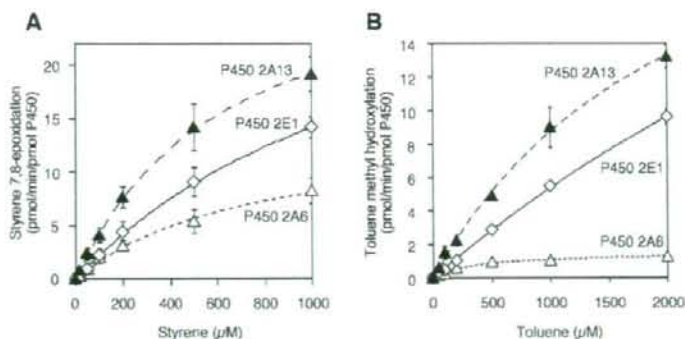 A
Styrene 7,8-epoxidation
(pmol/min/pmol P450)
20
15
10
5
0
P450 2A13
P450 2E1
P450 2A6
0 200 400 600 800 1000
Styrene (μM)
B
Toluene methyl hydroxylation
(pmol/min/pmol P450)
14
12
10
8
6
4
2
0
P450 2A13
P450 2E1
P450 2A6
0 500 1000 1500 2000
Toluene (μM)